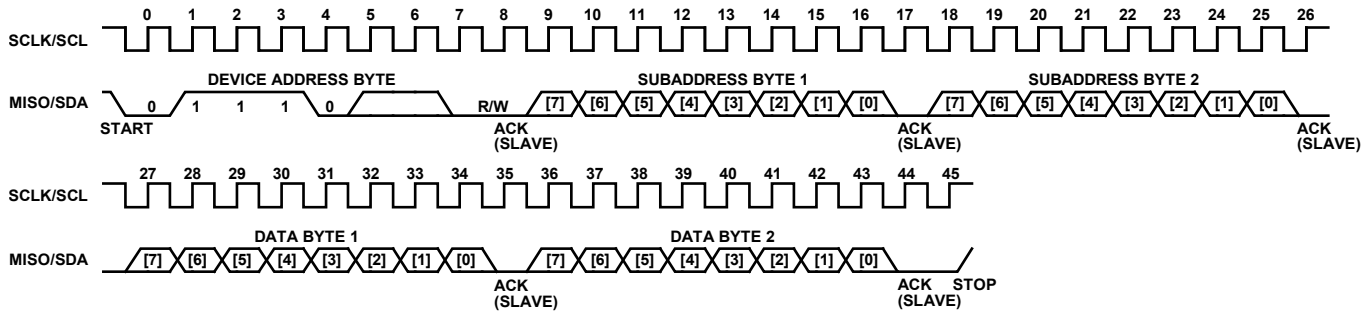 0 1 2 3 4 5 6 7 8 9 10 11 12 13 14 15 16 17 18 19 20 21 22 23 24 25 26
SCLK/SCL
DEVICE ADDRESS BYTE SUBADDRESS BYTE 1 SUBADDRESS BYTE 2
MISO/SDA 0 1 1 1 0 R/W [7] [6] [5] [4] [3] [2] [1] [0] [7] [6] [5] [4] [3] [2] [1] [0]
START ACK ACK ACK
(SLAVE) (SLAVE) (SLAVE)
27 28 29 30 31 32 33 34 35 36 37 38 39 40 41 42 43 44 45
SCLK/SCL
DATA BYTE 1 DATA BYTE 2
MISO/SDA [7] [6] [5] [4] [3] [2] [1] [0] [7] [6] [5] [4] [3] [2] [1] [0]
ACK ACK STOP
(SLAVE) (SLAVE)